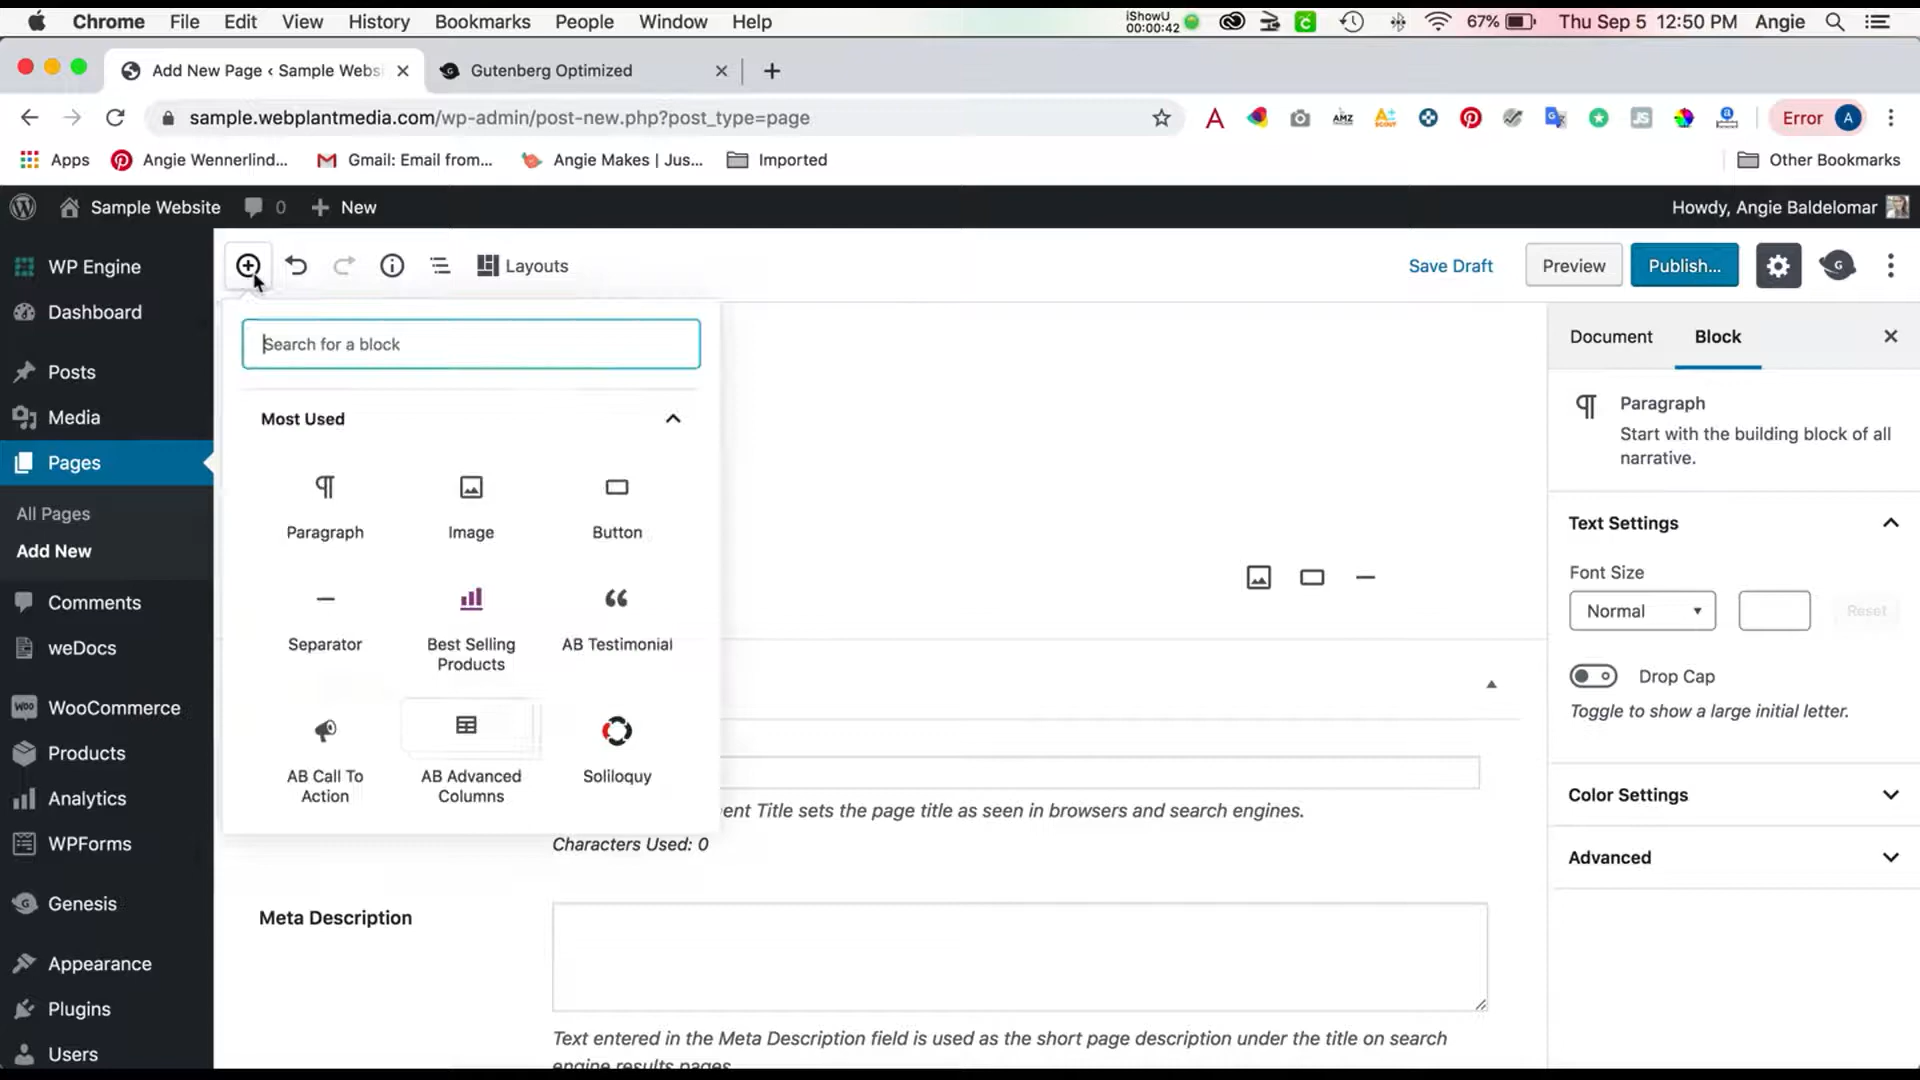 Chrome File Edit View History Bookmarks People Window Help
iShowU
00:00:42
67% Thu Sep 5 12:50 PM Angie
Add New Page ‹ Sample Websi
Gutenberg Optimized
sample.webplantmedia.com/wp-admin/post-new.php?post_type=page
Error A
Apps Angie Wennerlind... Gmail: Email from... Angie Makes | Jus... Imported Other Bookmarks
Sample Website 0 New Howdy, Angie Baldelomar
WP Engine
Dashboard
Posts
Media
Pages
All Pages
Add New
Comments
weDocs
WooCommerce
Products
Analytics
WPForms
Genesis
Appearance
Plugins
Users
Layouts
Save Draft Preview Publish...
Search for a block
Most Used
Paragraph Image Button
Separator Best Selling Products AB Testimonial
AB Call To Action AB Advanced Columns Soliloquy
ent Title sets the page title as seen in browsers and search engines.
Characters Used: 0
Meta Description
Text entered in the Meta Description field is used as the short page description under the title on search
engine results pages.
Document Block
Paragraph
Start with the building block of all
narrative.
Text Settings
Font Size
Normal Reset
Drop Cap
Toggle to show a large initial letter.
Color Settings
Advanced